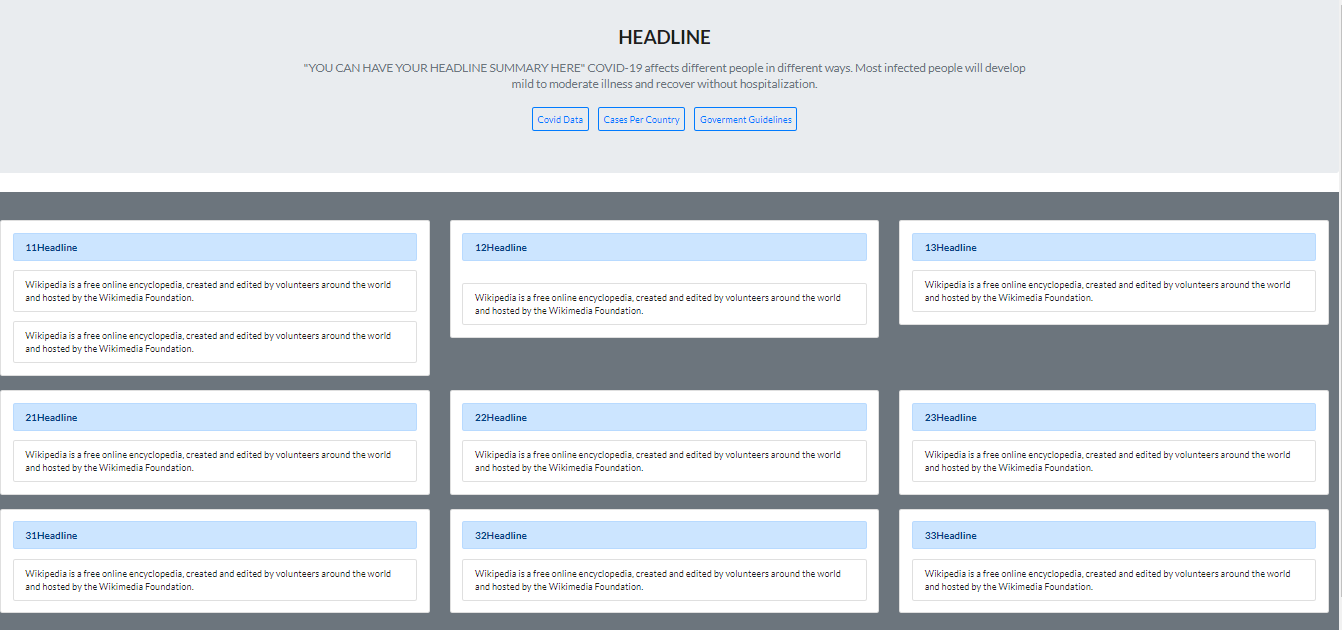 HEADLINE
"YOU CAN HAVE YOUR HEADLINE SUMMARY HERE" COVID-19 affects different people in different ways. Most infected people will develop
mild to moderate illness and recover without hospitalization.
Covid Data
Cases Per Country
Goverment Guidelines
11Headline
Wikipedia is a free online encyclopedia, created and edited by volunteers around the world
and hosted by the Wikimedia Foundation.
Wikipedia is a free online encyclopedia, created and edited by volunteers around the world
and hosted by the Wikimedia Foundation.
12Headline
Wikipedia is a free online encyclopedia, created and edited by volunteers around the world
and hosted by the Wikimedia Foundation.
13Headline
Wikipedia is a free online encyclopedia, created and edited by volunteers around the world
and hosted by the Wikimedia Foundation.
21Headline
Wikipedia is a free online encyclopedia, created and edited by volunteers around the world
and hosted by the Wikimedia Foundation.
22Headline
Wikipedia is a free online encyclopedia, created and edited by volunteers around the world
and hosted by the Wikimedia Foundation.
23Headline
Wikipedia is a free online encyclopedia, created and edited by volunteers around the world
and hosted by the Wikimedia Foundation.
31Headline
Wikipedia is a free online encyclopedia, created and edited by volunteers around the world
and hosted by the Wikimedia Foundation.
32Headline
Wikipedia is a free online encyclopedia, created and edited by volunteers around the world
and hosted by the Wikimedia Foundation.
33Headline
Wikipedia is a free online encyclopedia, created and edited by volunteers around the world
and hosted by the Wikimedia Foundation.